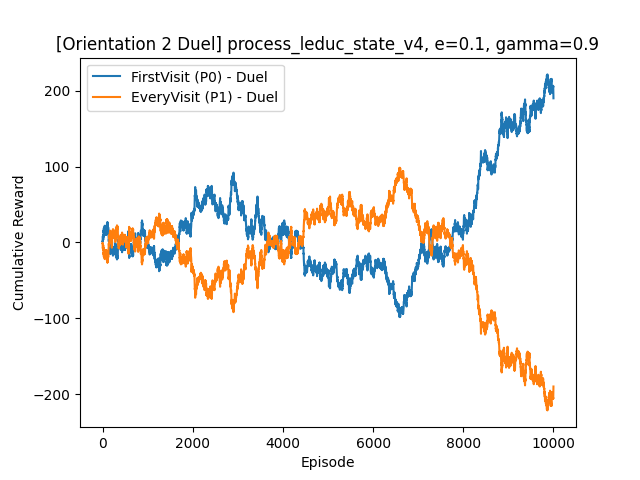 [Orientation 2 Duel] process_leduc_state_v4, e=0.1, gamma=0.9
FirstVisit (P0) - Duel
EveryVisit (P1) - Duel
Cumulative Reward
200
100
0
−100
−200
0 2000 4000 6000 8000 10000
Episode